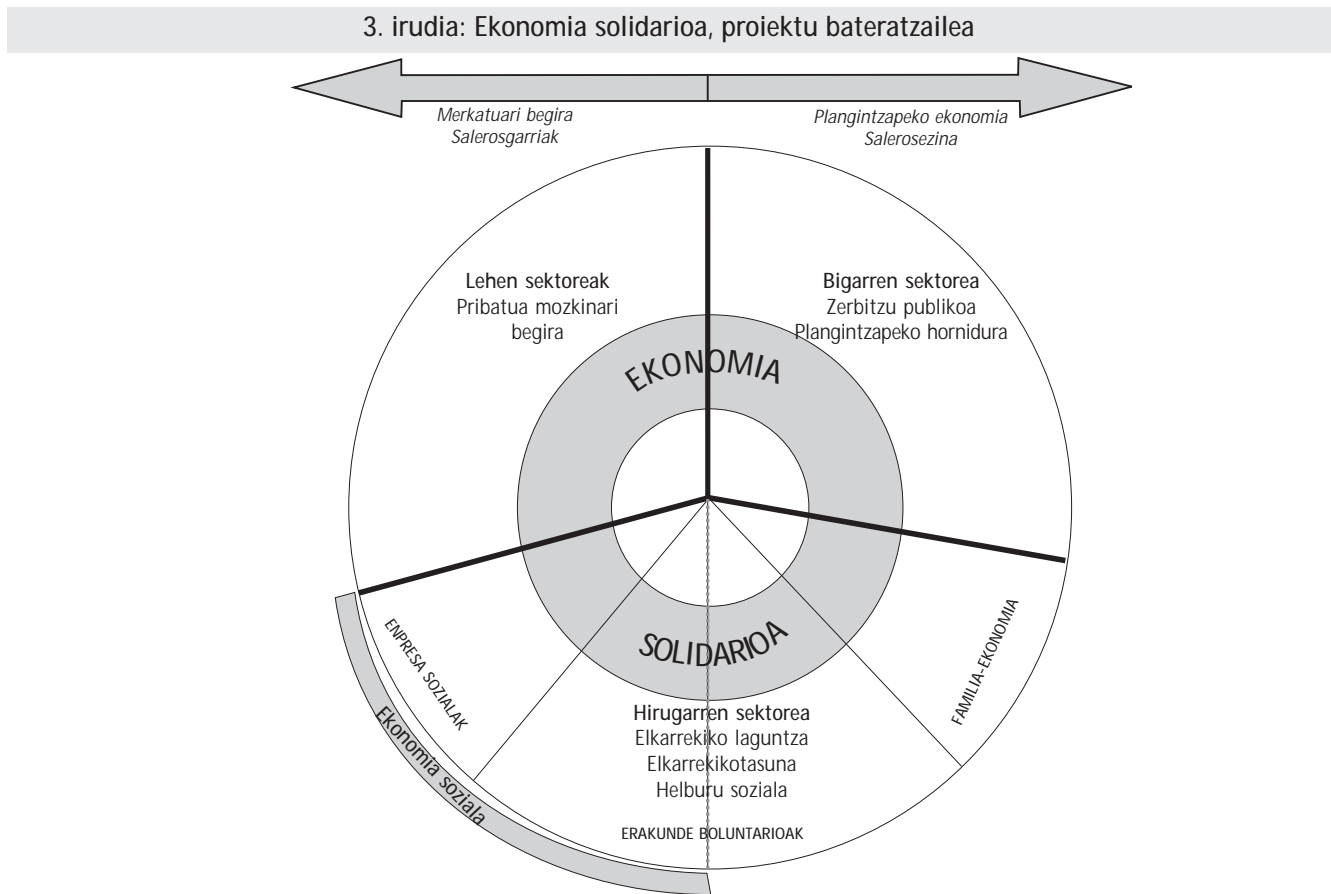 3. irudia: Ekonomia solidarioa, proiektu bateratzailea
Merkatuari begira
Salerosgarriak
Plangintzapeko ekonomia
Salerosezina
Lehen sektoreak
Pribatua mozkinari
begira
Bigarren sektorea
Zerbitzu publikoa
Plangintzapeko hornidura
EKONOMIA
SOLIDARIOA
ENPRESA SOZIALAK
FAMILIA-EKONOMIA
Ekonomia soziala
Hirugarren sektorea
Elkarrekiko laguntza
Elkarrekikotasuna
Helburu soziala
ERAKUNDE BOLUNTARIOAK